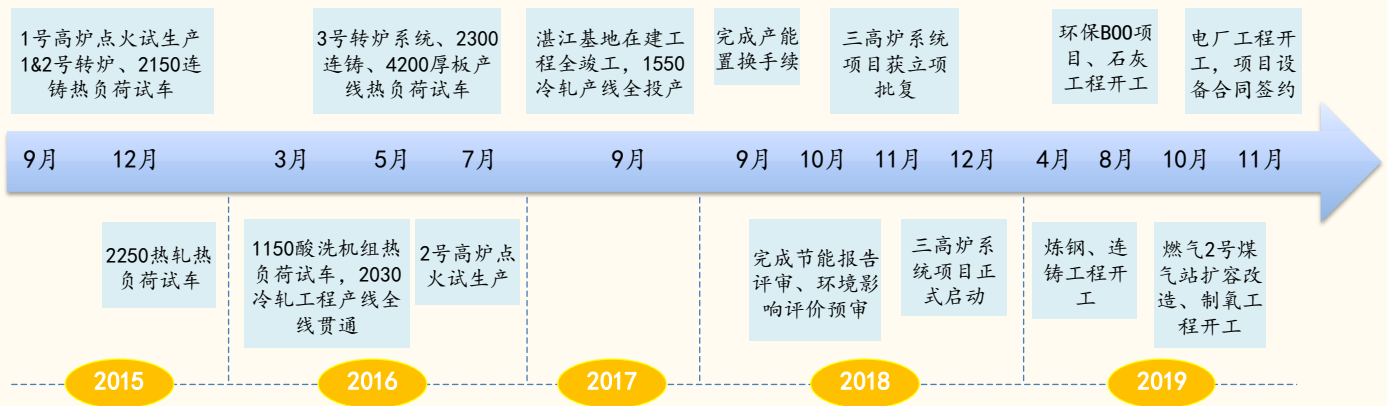 1号高炉点火试生产
1&2号转炉、2150连
铸热负荷试车
3号转炉系统、2300
连铸、4200厚板产
线热负荷试车
湛江基地在建工
程全竣工，1550
冷轧产线全投产
完成产能
置换手续
三高炉系统
项目获立项
批复
环保BOO项
目、石灰
工程开工
电厂工程开
工，项目设
备合同签约
9月 12月 3月 5月 7月 9月 9月 10月 11月 12月 4月 8月 10月 11月
2250热轧热
负荷试车
1150酸洗机组热
负荷试车，2030
冷轧工程产线全
线贯通
2号高炉点
火试生产
完成节能报告
评审、环境影
响评价预审
三高炉系
统项目正
式启动
炼钢、连
铸工程开
工
燃气2号煤
气站扩容改
造、制氧工
程开工
2015 2016 2017 2018 2019